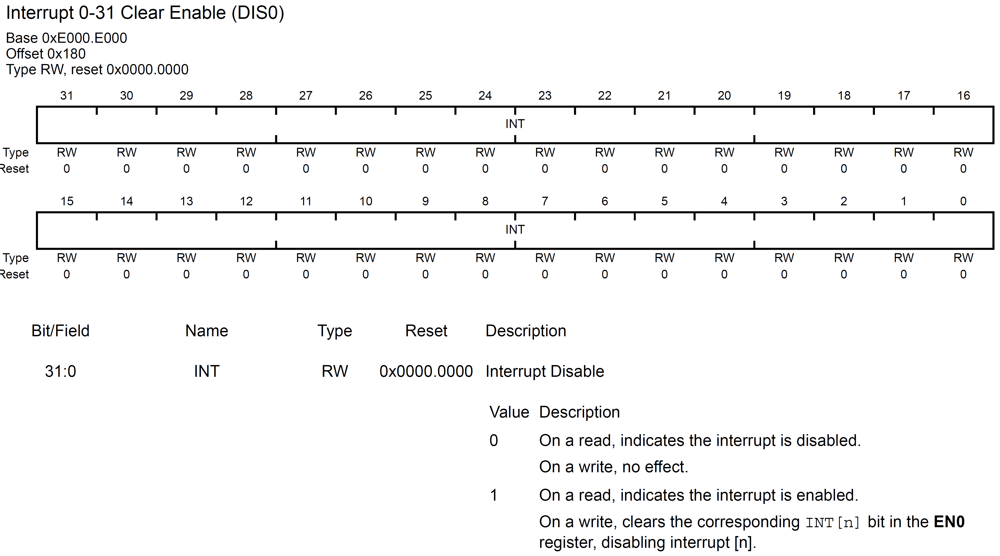 Interrupt 0-31 Clear Enable (DIS0)
Base 0xE000.E000
Offset 0x180
Type RW, reset 0x0000.0000
31 30 29 28 27 26 25 24 23 22 21 20 19 18 17 16
INT
Type RW RW RW RW RW RW RW RW RW RW RW RW RW RW RW RW
Reset 0 0 0 0 0 0 0 0 0 0 0 0 0 0 0 0
15 14 13 12 11 10 9 8 7 6 5 4 3 2 1 0
INT
Type RW RW RW RW RW RW RW RW RW RW RW RW RW RW RW RW
Reset 0 0 0 0 0 0 0 0 0 0 0 0 0 0 0 0
Bit/Field Name Type Reset Description
31:0 INT RW 0x0000.0000 Interrupt Disable
Value Description
0 On a read, indicates the interrupt is disabled.
On a write, no effect.
1 On a read, indicates the interrupt is enabled.
On a write, clears the corresponding INT[n] bit in the EN0
register, disabling interrupt [n].